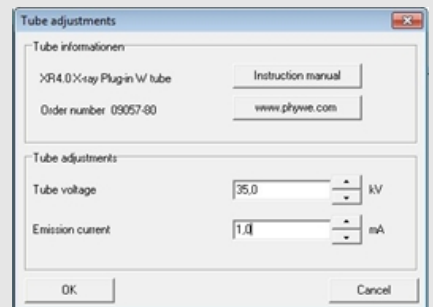 Tube adjustments
Tube informationen
XR4.0 X-ray Plug-in W tube
Instruction manual
Order number 09057-80
www.phywe.com
Tube adjustments
Tube voltage 35,0 kV
Emission current 1,0 mA
OK Cancel